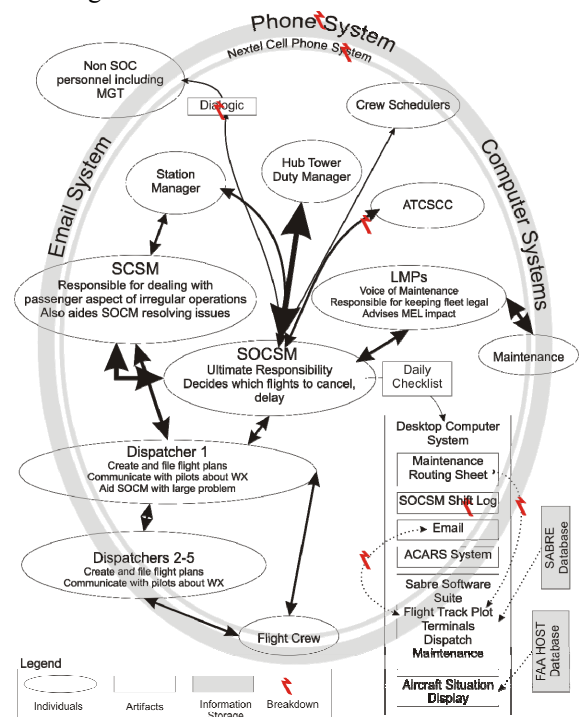 Phone System
Nextel Cell Phone System
Email System
Computer Systems
Non SOC
personnel including
MGT
Dialogic
Crew Schedulers
Station
Manager
Hub Tower
Duty Manager
ATCSCC
SCSM
Responsible for dealing with
passenger aspect of irregular operations
Also aides SOCM resolving issues
LMPs
Voice of Maintenance
Responsible for keeping fleet legal
Advises MEL impact
Maintenance
SOCSM
Ultimate Responsibility
Decides which flights to cancel,
delay
Daily
Checklist
Dispatcher 1
Create and file flight plans
Communicate with pilots about WX
Aid SOCM with large problem
Dispatchers 2-5
Create and file flight plans
Communicate with pilots about WX
Flight Crew
Desktop Computer
System
Maintenance
Routing Sheet
SOCSM Shift Log
Email
ACARS System
Sabre Software
Suite
Flight Track Plot
Terminals
Dispatch
Maintenance
Aircraft Situation
Display
SABRE
Database
FAA HOST
Database
Legend
Individuals
Artifacts
Information
Storage
Breakdown